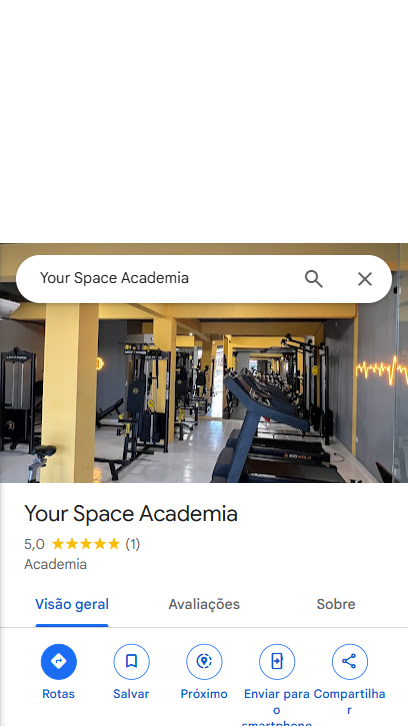 Your Space Academia
Your Space Academia
5,0 (1)
Academia
Visão geral
Avaliações
Sobre
Rotas
Salvar
Próximo
Enviar para
o
smartphone
Compartilha
r